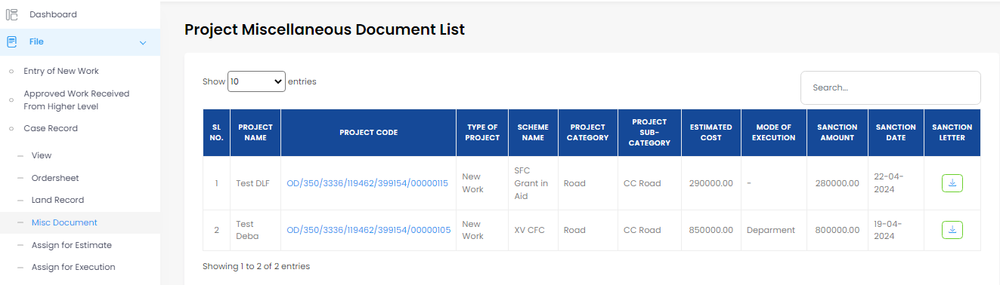 Dashboard
File
Entry of New Work
Approved Work Received
From Higher Level
Case Record
View
Ordersheet
Land Record
Misc Document
Assign for Estimate
Assign for Execution
Project Miscellaneous Document List
Show 10 entries
Search...
SL NO. PROJECT NAME PROJECT CODE TYPE OF PROJECT SCHEME NAME PROJECT CATEGORY PROJECT SUB-CATEGORY ESTIMATED COST MODE OF EXECUTION SANCTION AMOUNT SANCTION DATE SANCTION LETTER
1 Test DLF OD/350/3336/119462/399154/00000115 New Work SFC Grant in Aid Road CC Road 290000.00 - 280000.00 22-04-2024
2 Test Deba OD/350/3336/119462/399154/00000105 New Work XV CFC Road CC Road 850000.00 Deparment 800000.00 19-04-2024
Showing 1 to 2 of 2 entries